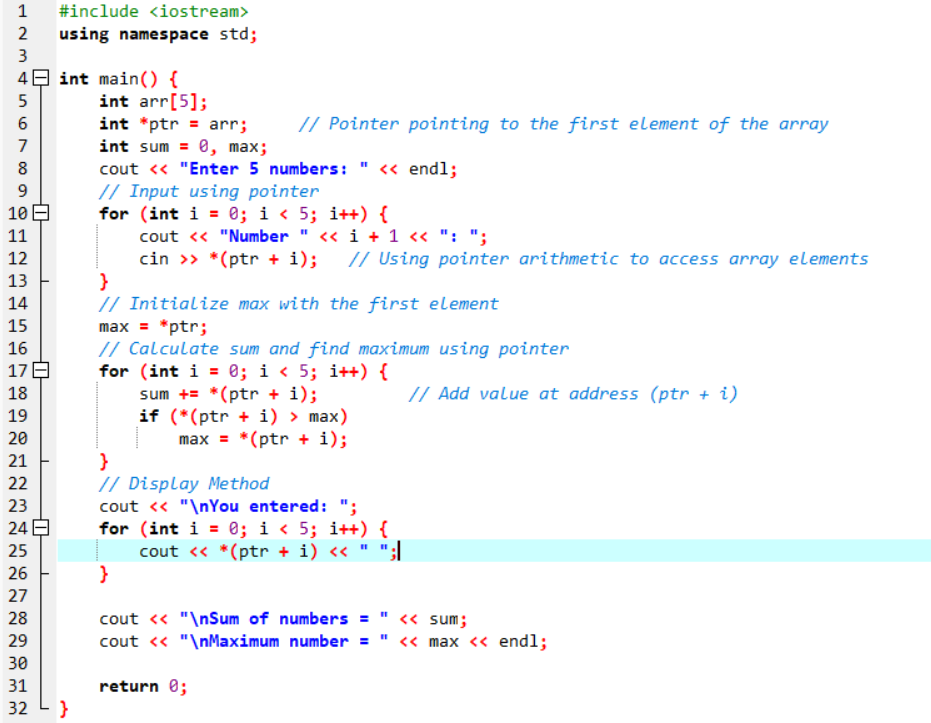 1 #include <iostream>
2 using namespace std;
3
4 int main() {
5 int arr[5];
6 int *ptr = arr; // Pointer pointing to the first element of the array
7 int sum = 0, max;
8 cout << "Enter 5 numbers: " << endl;
9 // Input using pointer
10 for (int i = 0; i < 5; i++) {
11 cout << "Number " << i + 1 << ": ";
12 cin >> *(ptr + i); // Using pointer arithmetic to access array elements
13 }
14 // Initialize max with the first element
15 max = *ptr;
16 // Calculate sum and find maximum using pointer
17 for (int i = 0; i < 5; i++) {
18 sum += *(ptr + i); // Add value at address (ptr + i)
19 if (*(ptr + i) > max)
20 max = *(ptr + i);
21 }
22 // Display Method
23 cout << "\nYou entered: ";
24 for (int i = 0; i < 5; i++) {
25 cout << *(ptr + i) << " ";
26 }
27
28 cout << "\nSum of numbers = " << sum;
29 cout << "\nMaximum number = " << max << endl;
30
31 return 0;
32 }